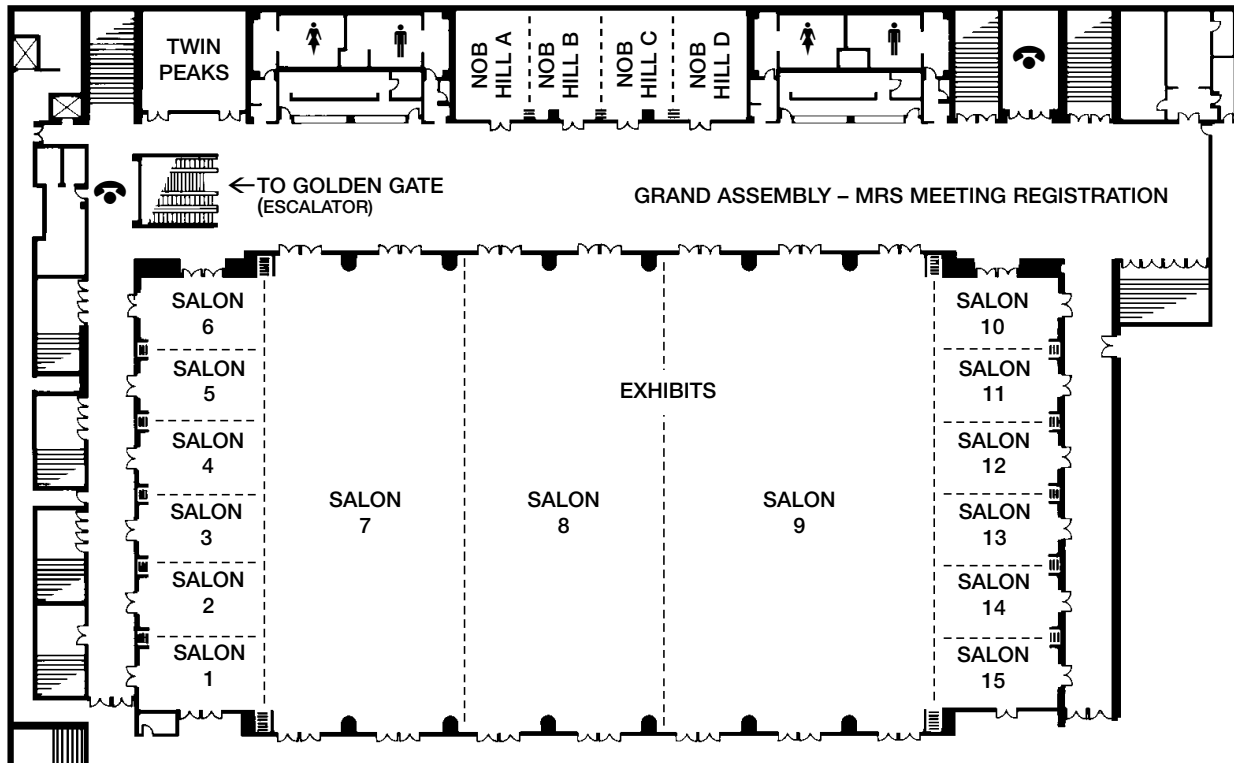 TWIN
PEAKS
NOB
HILL A
NOB
HILL B
NOB
HILL C
NOB
HILL D
TO GOLDEN GATE
(ESCALATOR)
GRAND ASSEMBLY – MRS MEETING REGISTRATION
SALON
6
SALON
5
SALON
4
SALON
3
SALON
2
SALON
1
SALON
7
EXHIBITS
SALON
8
SALON
9
SALON
10
SALON
11
SALON
12
SALON
13
SALON
14
SALON
15